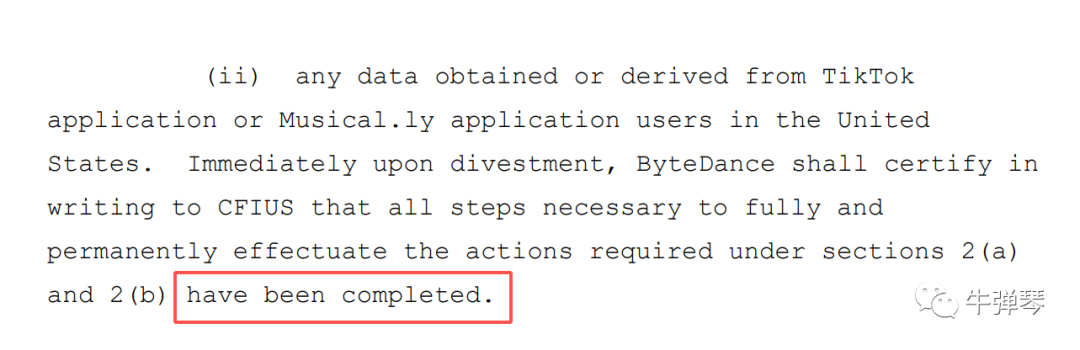 (ii) any data obtained or derived from TikTok
application or Musical.ly application users in the United
States. Immediately upon divestment, ByteDance shall certify in
writing to CFIUS that all steps necessary to fully and
permanently effectuate the actions required under sections 2(a)
and 2(b) have been completed.
牛弹琴